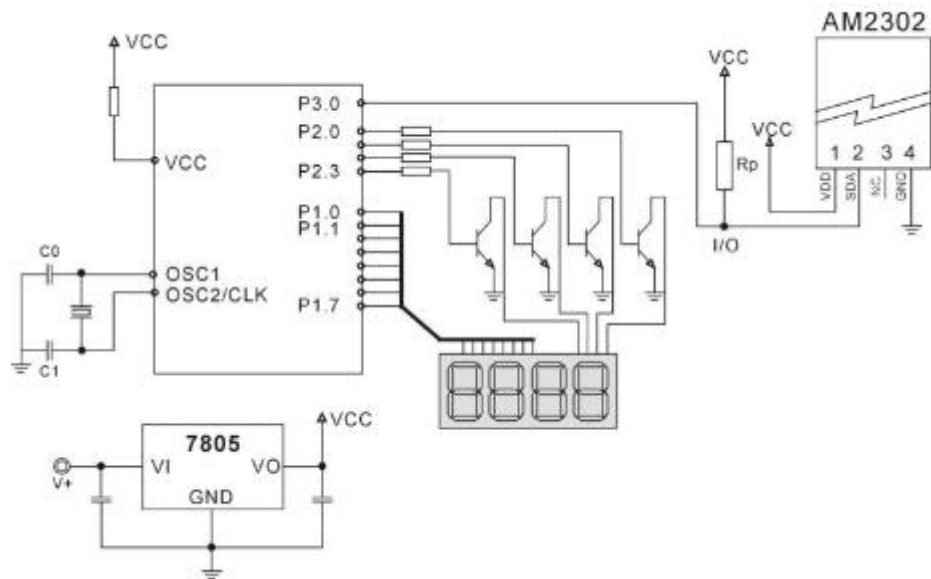 AM2302
VCC
VCC
VCC
P3.0
P2.0
P2.3
P1.0
P1.1
P1.7
VCC
OSC1
OSC2/CLK
C0
C1
Rp
1 2 3 4
VDD
SDA
NC
GND
I/O
VCC
7805
VI
VO
GND
V+